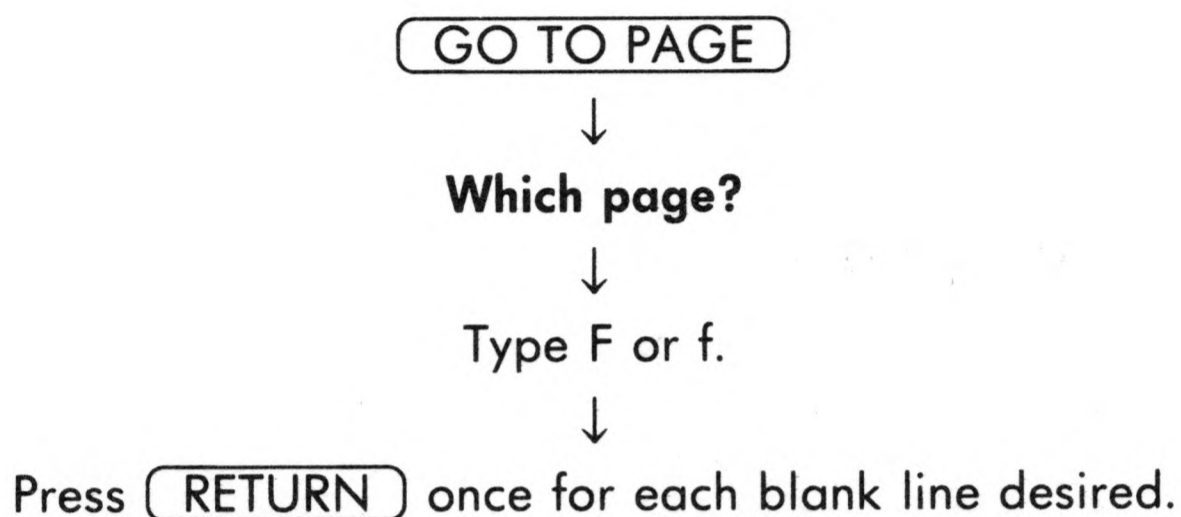 GO TO PAGE
↓
Which page?
↓
Type F or f.
↓
Press RETURN once for each blank line desired.